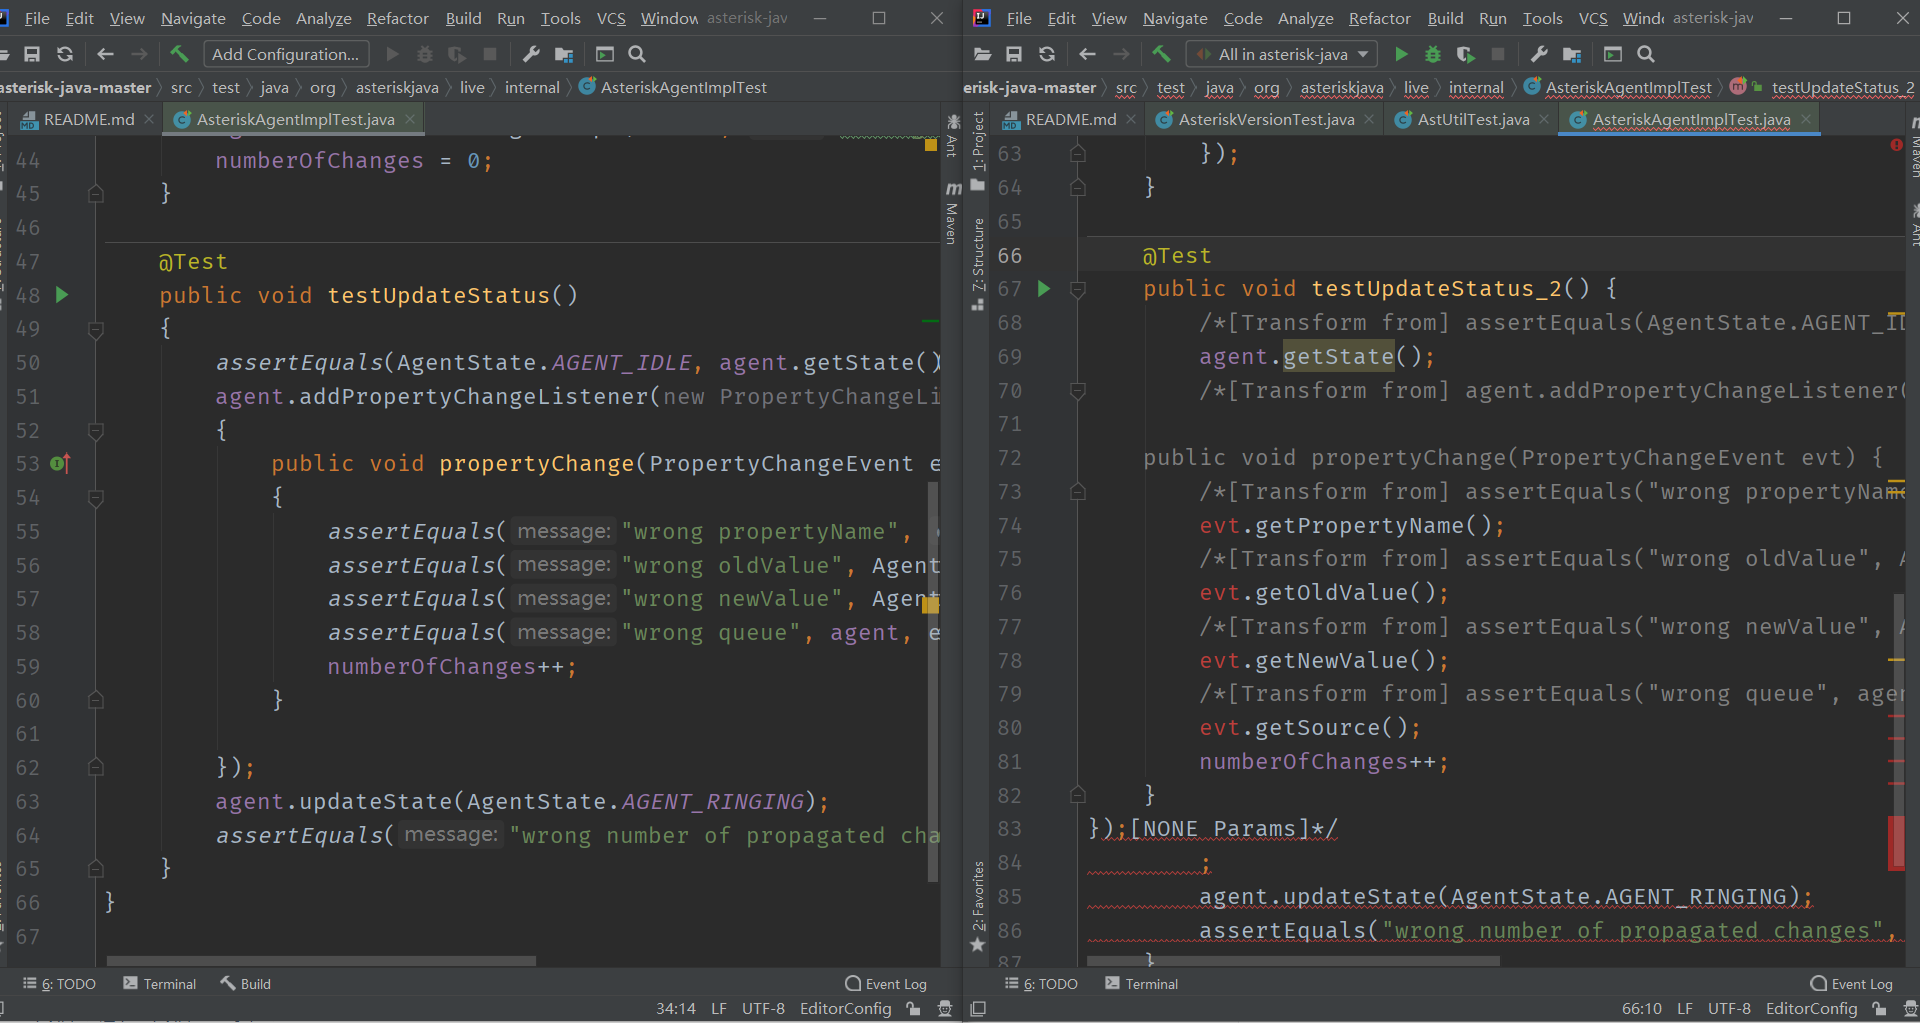 File Edit View Navigate Code Analyze Refactor Build Run Tools VCS Window asterisk-jav
Add Configuration...
asterisk-java-master src test java org asteriskjava live internal AsteriskAgentImplTest
README.md AsteriskAgentImplTest.java
44 numberOfChanges = 0;
45 }
46
47 @Test
48 public void testUpdateStatus()
49 {
50 assertEquals(AgentState.AGENT_IDLE, agent.getState()
51 agent.addPropertyChangeListener(new PropertyChangeLi
52 {
53 public void propertyChange(PropertyChangeEvent e
54 {
55 assertEquals( message: "wrong propertyName",
56 assertEquals( message: "wrong oldValue", Agent
57 assertEquals( message: "wrong newValue", Agent
58 assertEquals( message: "wrong queue", agent, e
59 numberOfChanges++;
60 }
61
62 });
63 agent.updateState(AgentState.AGENT_RINGING);
64 assertEquals( message: "wrong number of propagated cha
65 }
66 }
67
Ant
Maven
6: TODO Terminal Build Event Log
34:14 LF UTF-8 EditorConfig
File Edit View Navigate Code Analyze Refactor Build Run Tools VCS Windo asterisk-jav
All in asterisk-java
erisk-java-master src test java org asteriskjava live internal AsteriskAgentImplTest testUpdateStatus_2
README.md AsteriskVersionTest.java AstUtilTest.java AsteriskAgentImplTest.java
1: Project
7: Structure
2: Favorites
63 });
64 }
65
66 @Test
67 public void testUpdateStatus_2() {
68 /*[Transform from] assertEquals(AgentState.AGENT_ID
69 agent.getState();
70 /*[Transform from] agent.addPropertyChangeListener(
71
72 public void propertyChange(PropertyChangeEvent evt) {
73 /*[Transform from] assertEquals("wrong propertyName
74 evt.getPropertyName();
75 /*[Transform from] assertEquals("wrong oldValue", A
76 evt.getOldValue();
77 /*[Transform from] assertEquals("wrong newValue", A
78 evt.getNewValue();
79 /*[Transform from] assertEquals("wrong queue", agen
80 evt.getSource();
81 numberOfChanges++;
82 }
83 });[NONE Params]*/
84 ;
85 agent.updateState(AgentState.AGENT_RINGING);
86 assertEquals("wrong number of propagated changes",
87 }
Maven
Ant
6: TODO Terminal Event Log
66:10 LF UTF-8 EditorConfig